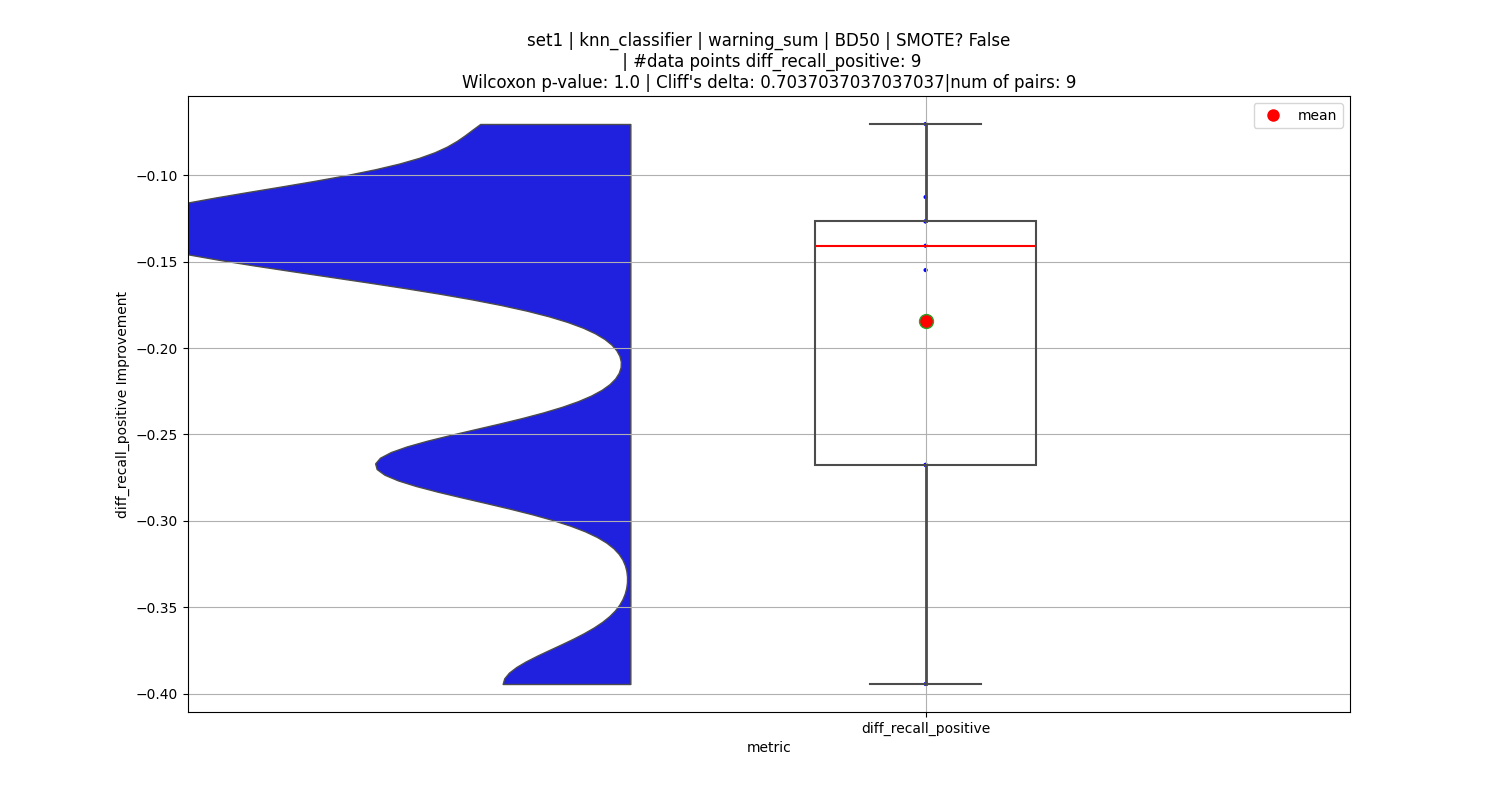 set1 | knn_classifier | warning_sum | BD50 | SMOTE? False
| #data points diff_recall_positive: 9
Wilcoxon p-value: 1.0 | Cliff's delta: 0.7037037037037037|num of pairs: 9
mean
−0.10
−0.15
−0.20
−0.25
−0.30
−0.35
−0.40
diff_recall_positive Improvement
diff_recall_positive
metric